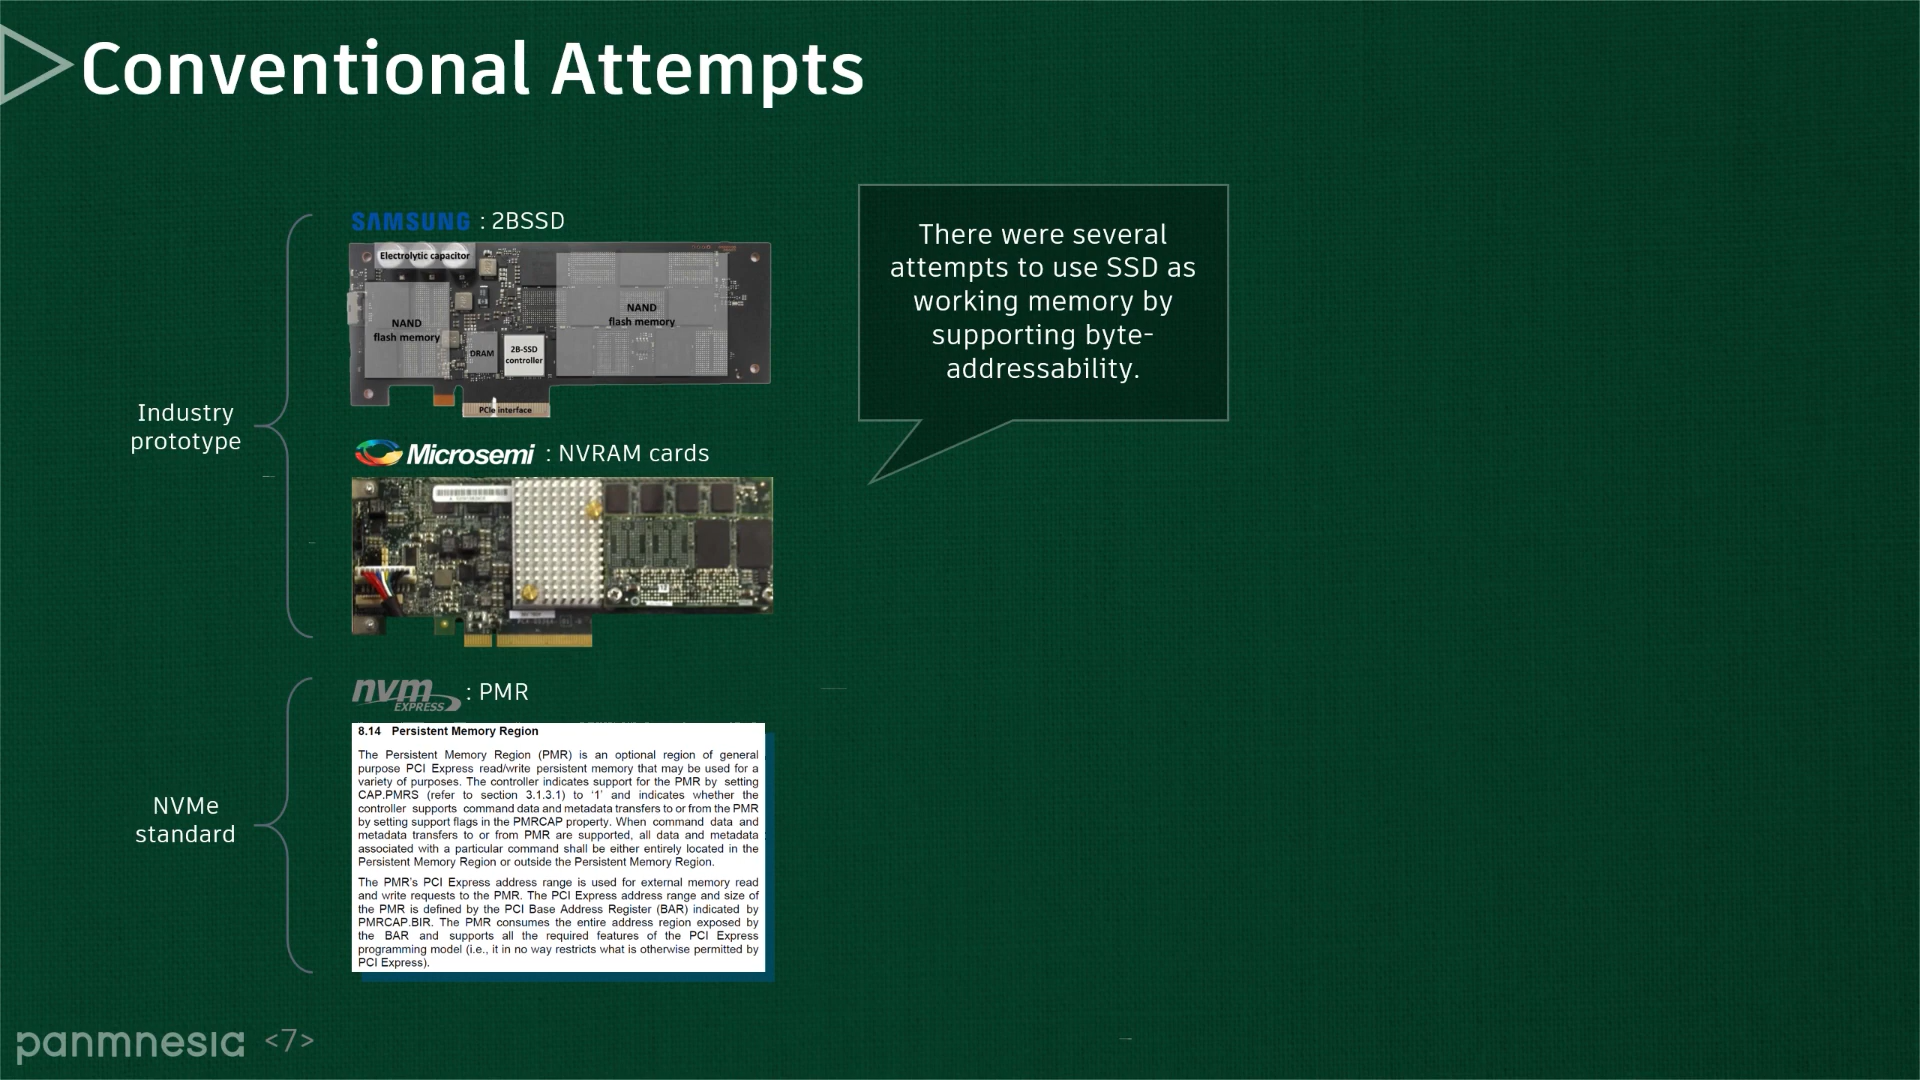 Conventional Attempts
SAMSUNG : 2BSSD
Electrolytic capacitor
NAND
flash memory
NAND
flash memory
DRAM
2B-SSD
controller
PCIe interface
There were several
attempts to use SSD as
working memory by
supporting byte-
addressability.
Industry
prototype
Microsemi : NVRAM cards
nvm EXPRESS : PMR
8.14 Persistent Memory Region
The Persistent Memory Region (PMR) is an optional region of general
purpose PCI Express read/write persistent memory that may be used for a
variety of purposes. The controller indicates support for the PMR by setting
CAP.PMRS (refer to section 3.1.3.1) to ‘1’ and indicates whether the
controller supports command data and metadata transfers to or from the PMR
by setting support flags in the PMRCAP property. When command data and
metadata transfers to or from PMR are supported, all data and metadata
associated with a particular command shall be either entirely located in the
Persistent Memory Region or outside the Persistent Memory Region.
The PMR’s PCI Express address range is used for external memory read
and write requests to the PMR. The PCI Express address range and size of
the PMR is defined by the PCI Base Address Register (BAR) indicated by
PMRCAP.BIR. The PMR consumes the entire address region exposed by
the BAR and supports all the required features of the PCI Express
programming model (i.e., it in no way restricts what is otherwise permitted by
PCI Express).
NVMe
standard
panmnesia <7>